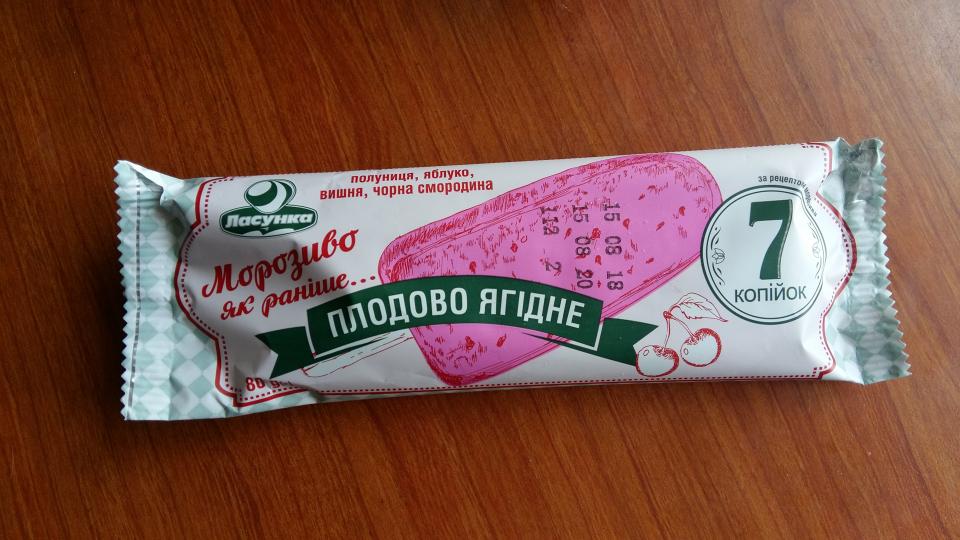 Ласунка
полуниця, яблуко,
вишня, чорна смородина
Морозиво
як раніше...
ПЛОДОВО ЯГІДНЕ
за рецептом
7
КОПІЙОК
15 08 18
15 08 20
112 2
80